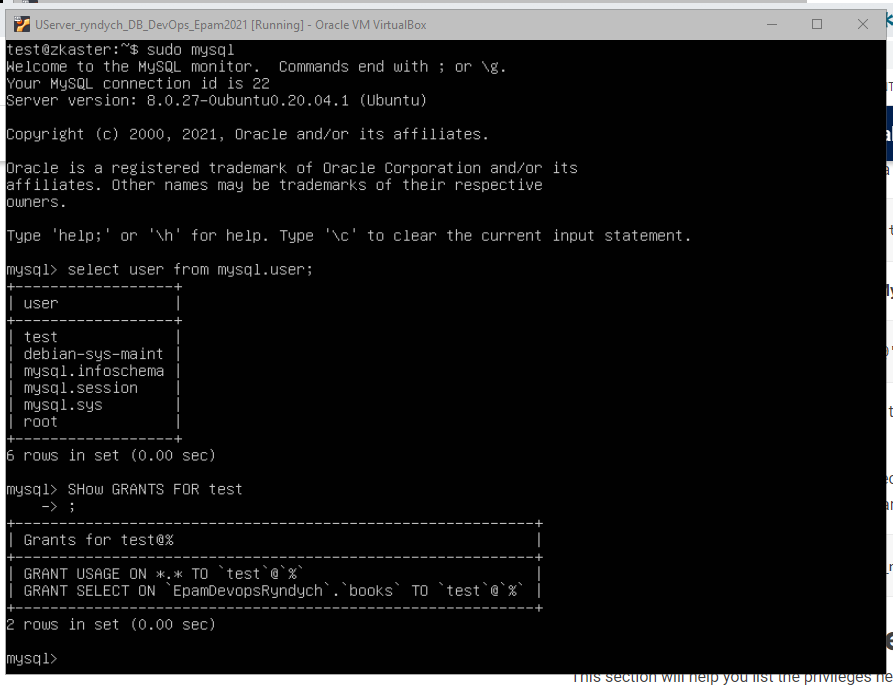 UServer_ryndych_DB_DevOps_Epam2021 [Running] - Oracle VM VirtualBox
test@zkaster:~$ sudo mysql
Welcome to the MySQL monitor.  Commands end with ; or \g.
Your MySQL connection id is 22
Server version: 8.0.27-0ubuntu0.20.04.1 (Ubuntu)
Copyright (c) 2000, 2021, Oracle and/or its affiliates.
Oracle is a registered trademark of Oracle Corporation and/or its
affiliates. Other names may be trademarks of their respective
owners.
Type 'help;' or '\h' for help. Type '\c' to clear the current input statement.
mysql> select user from mysql.user;
+------------------+
| user             |
+------------------+
| test             |
| debian-sys-maint |
| mysql.infoschema |
| mysql.session    |
| mysql.sys        |
| root             |
+------------------+
6 rows in set (0.00 sec)
mysql> SHow GRANTS FOR test
    -> ;
+-----------------------------------------------------------+
| Grants for test@%                                         |
+-----------------------------------------------------------+
| GRANT USAGE ON *.* TO `test`@`%`                          |
| GRANT SELECT ON `EpamDevopsRyndych`.`books` TO `test`@`%` |
+-----------------------------------------------------------+
2 rows in set (0.00 sec)
mysql>
This section will help you list the privileges